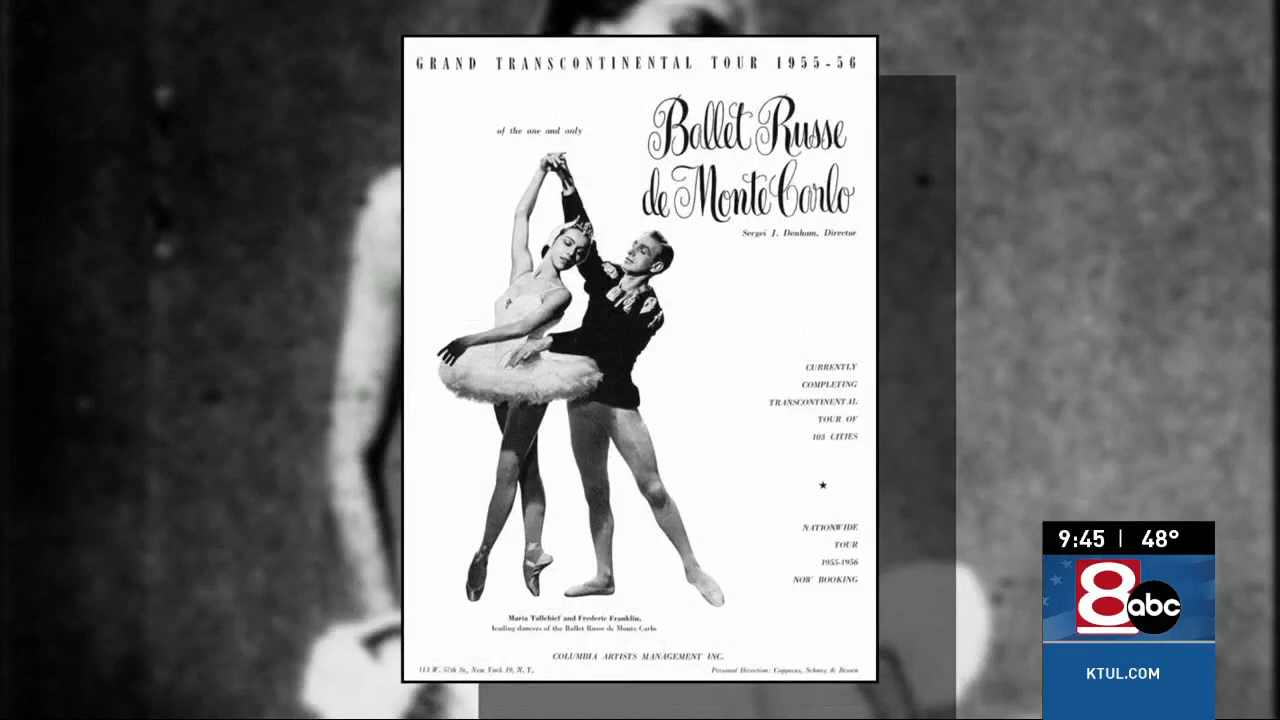 GRAND TRANSCONTINENTAL TOUR 1955-56
of the one and only
Ballet Russe
de Monte Carlo
Sergei J. Denham, Director
CURRENTLY
COMPLETING
TRANSCONTINENTAL
TOUR OF
103 CITIES
NATIONWIDE
TOUR
1955-1956
NOW BOOKING
Maria Tallchief and Frederic Franklin,
leading dancers of the Ballet Russe de Monte Carlo
COLUMBIA ARTISTS MANAGEMENT INC.
113 W. 57th St., New York 19, N. Y.
Personal Direction: Coppicus, Schang & Brown
9:45 | 48°
8 abc
KTUL.COM